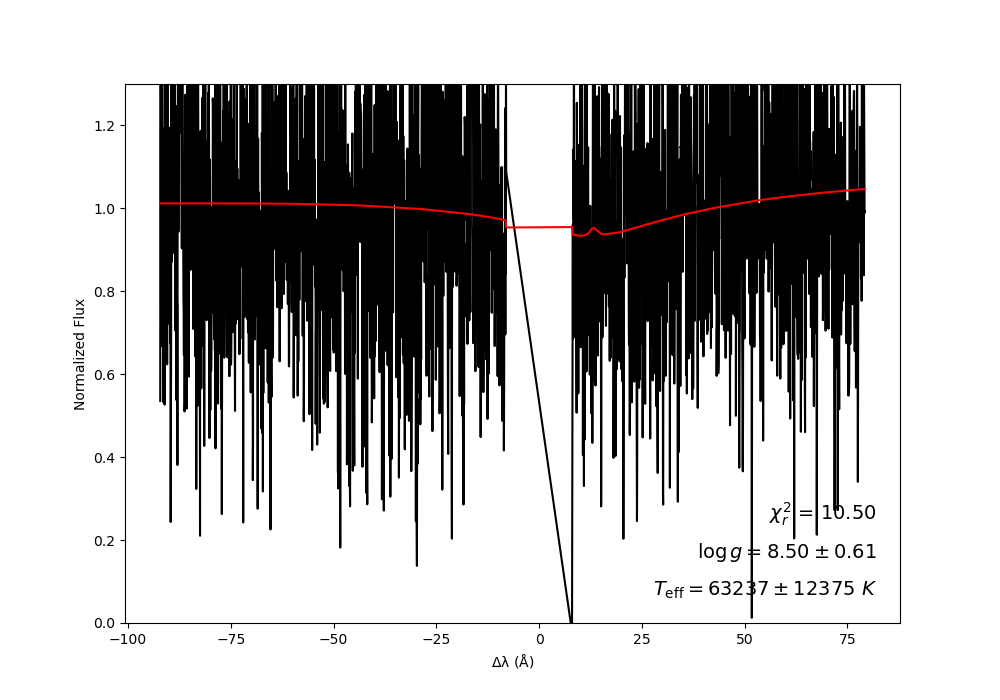 1.2
1.0
0.8
0.6
0.4
0.2
0.0
Normalized Flux
χ²ᵣ = 10.50
log g = 8.50 ± 0.61
T_eff = 63237 ± 12375 K
−100 −75 −50 −25 0 25 50 75
Δλ (Å)